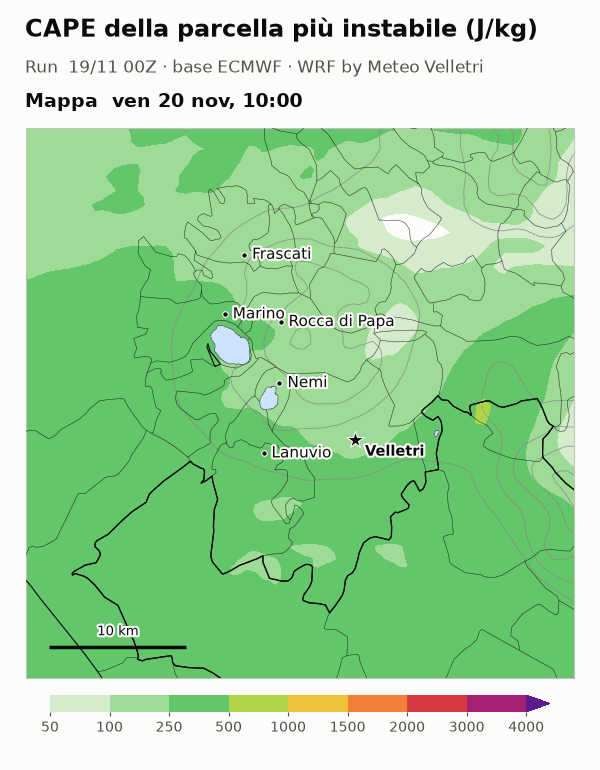 CAPE della parcella più instabile (J/kg)
Run  19/11 00Z · base ECMWF · WRF by Meteo Velletri
Mappa  ven 20 nov, 10:00
Frascati
Marino
Rocca di Papa
Nemi
Velletri
Lanuvio
10 km
50 100 250 500 1000 1500 2000 3000 4000